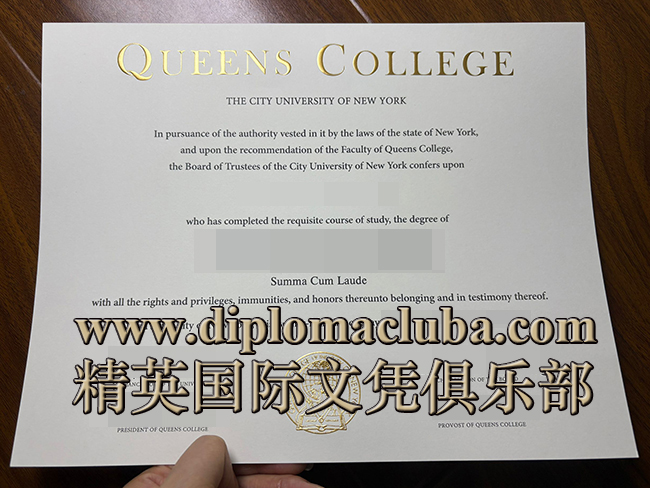 QUEENS COLLEGE
THE CITY UNIVERSITY OF NEW YORK
In pursuance of the authority vested in it by the laws of the state of New York,
and upon the recommendation of the Faculty of Queens College,
the Board of Trustees of the City University of New York confers upon
who has completed the requisite course of study, the degree of
Summa Cum Laude
with all the rights and privileges, immunities, and honors thereunto belonging and in testimony thereof.
www.diplomacluba.com
精英国际文凭俱乐部
PRESIDENT OF QUEENS COLLEGE
PROVOST OF QUEENS COLLEGE